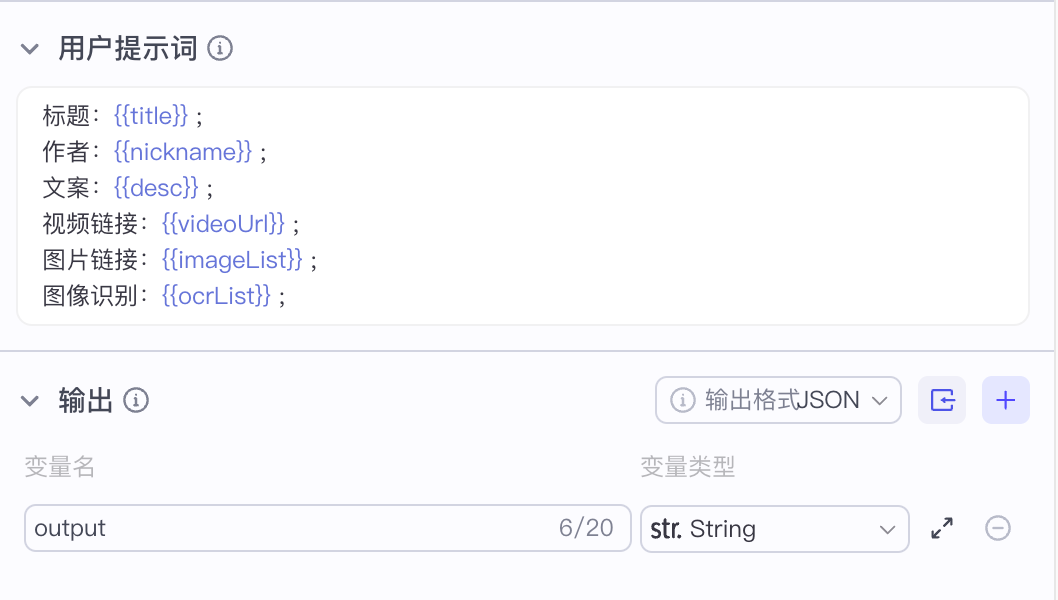 用户提示词
标题：{{title}} ;
作者：{{nickname}} ;
文案：{{desc}} ;
视频链接：{{videoUrl}} ;
图片链接：{{imageList}} ;
图像识别：{{ocrList}} ;
输出
输出格式JSON
变量名 变量类型
output 6/20 str. String